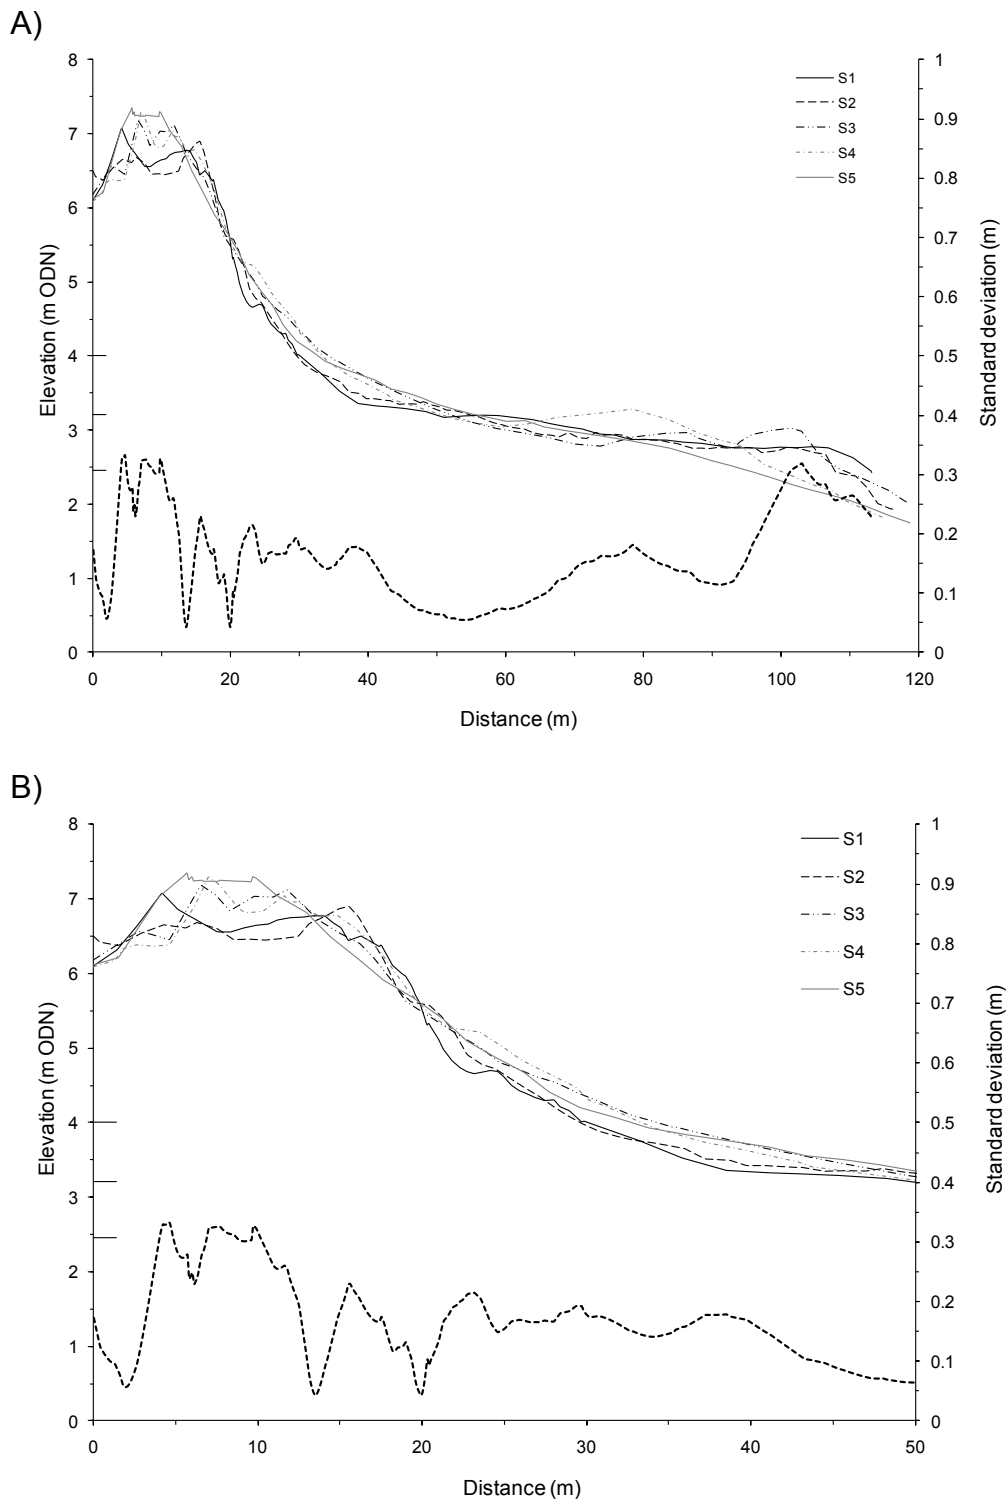 A)
8
7
6
5
4
3
2
1
0
Elevation (m ODN)
1
0.9
0.8
0.7
0.6
0.5
0.4
0.3
0.2
0.1
0
Standard deviation (m)
S1
S2
S3
S4
S5
0 20 40 60 80 100 120
Distance (m)
B)
8
7
6
5
4
3
2
1
0
Elevation (m ODN)
1
0.9
0.8
0.7
0.6
0.5
0.4
0.3
0.2
0.1
0
Standard deviation (m)
S1
S2
S3
S4
S5
0 10 20 30 40 50
Distance (m)